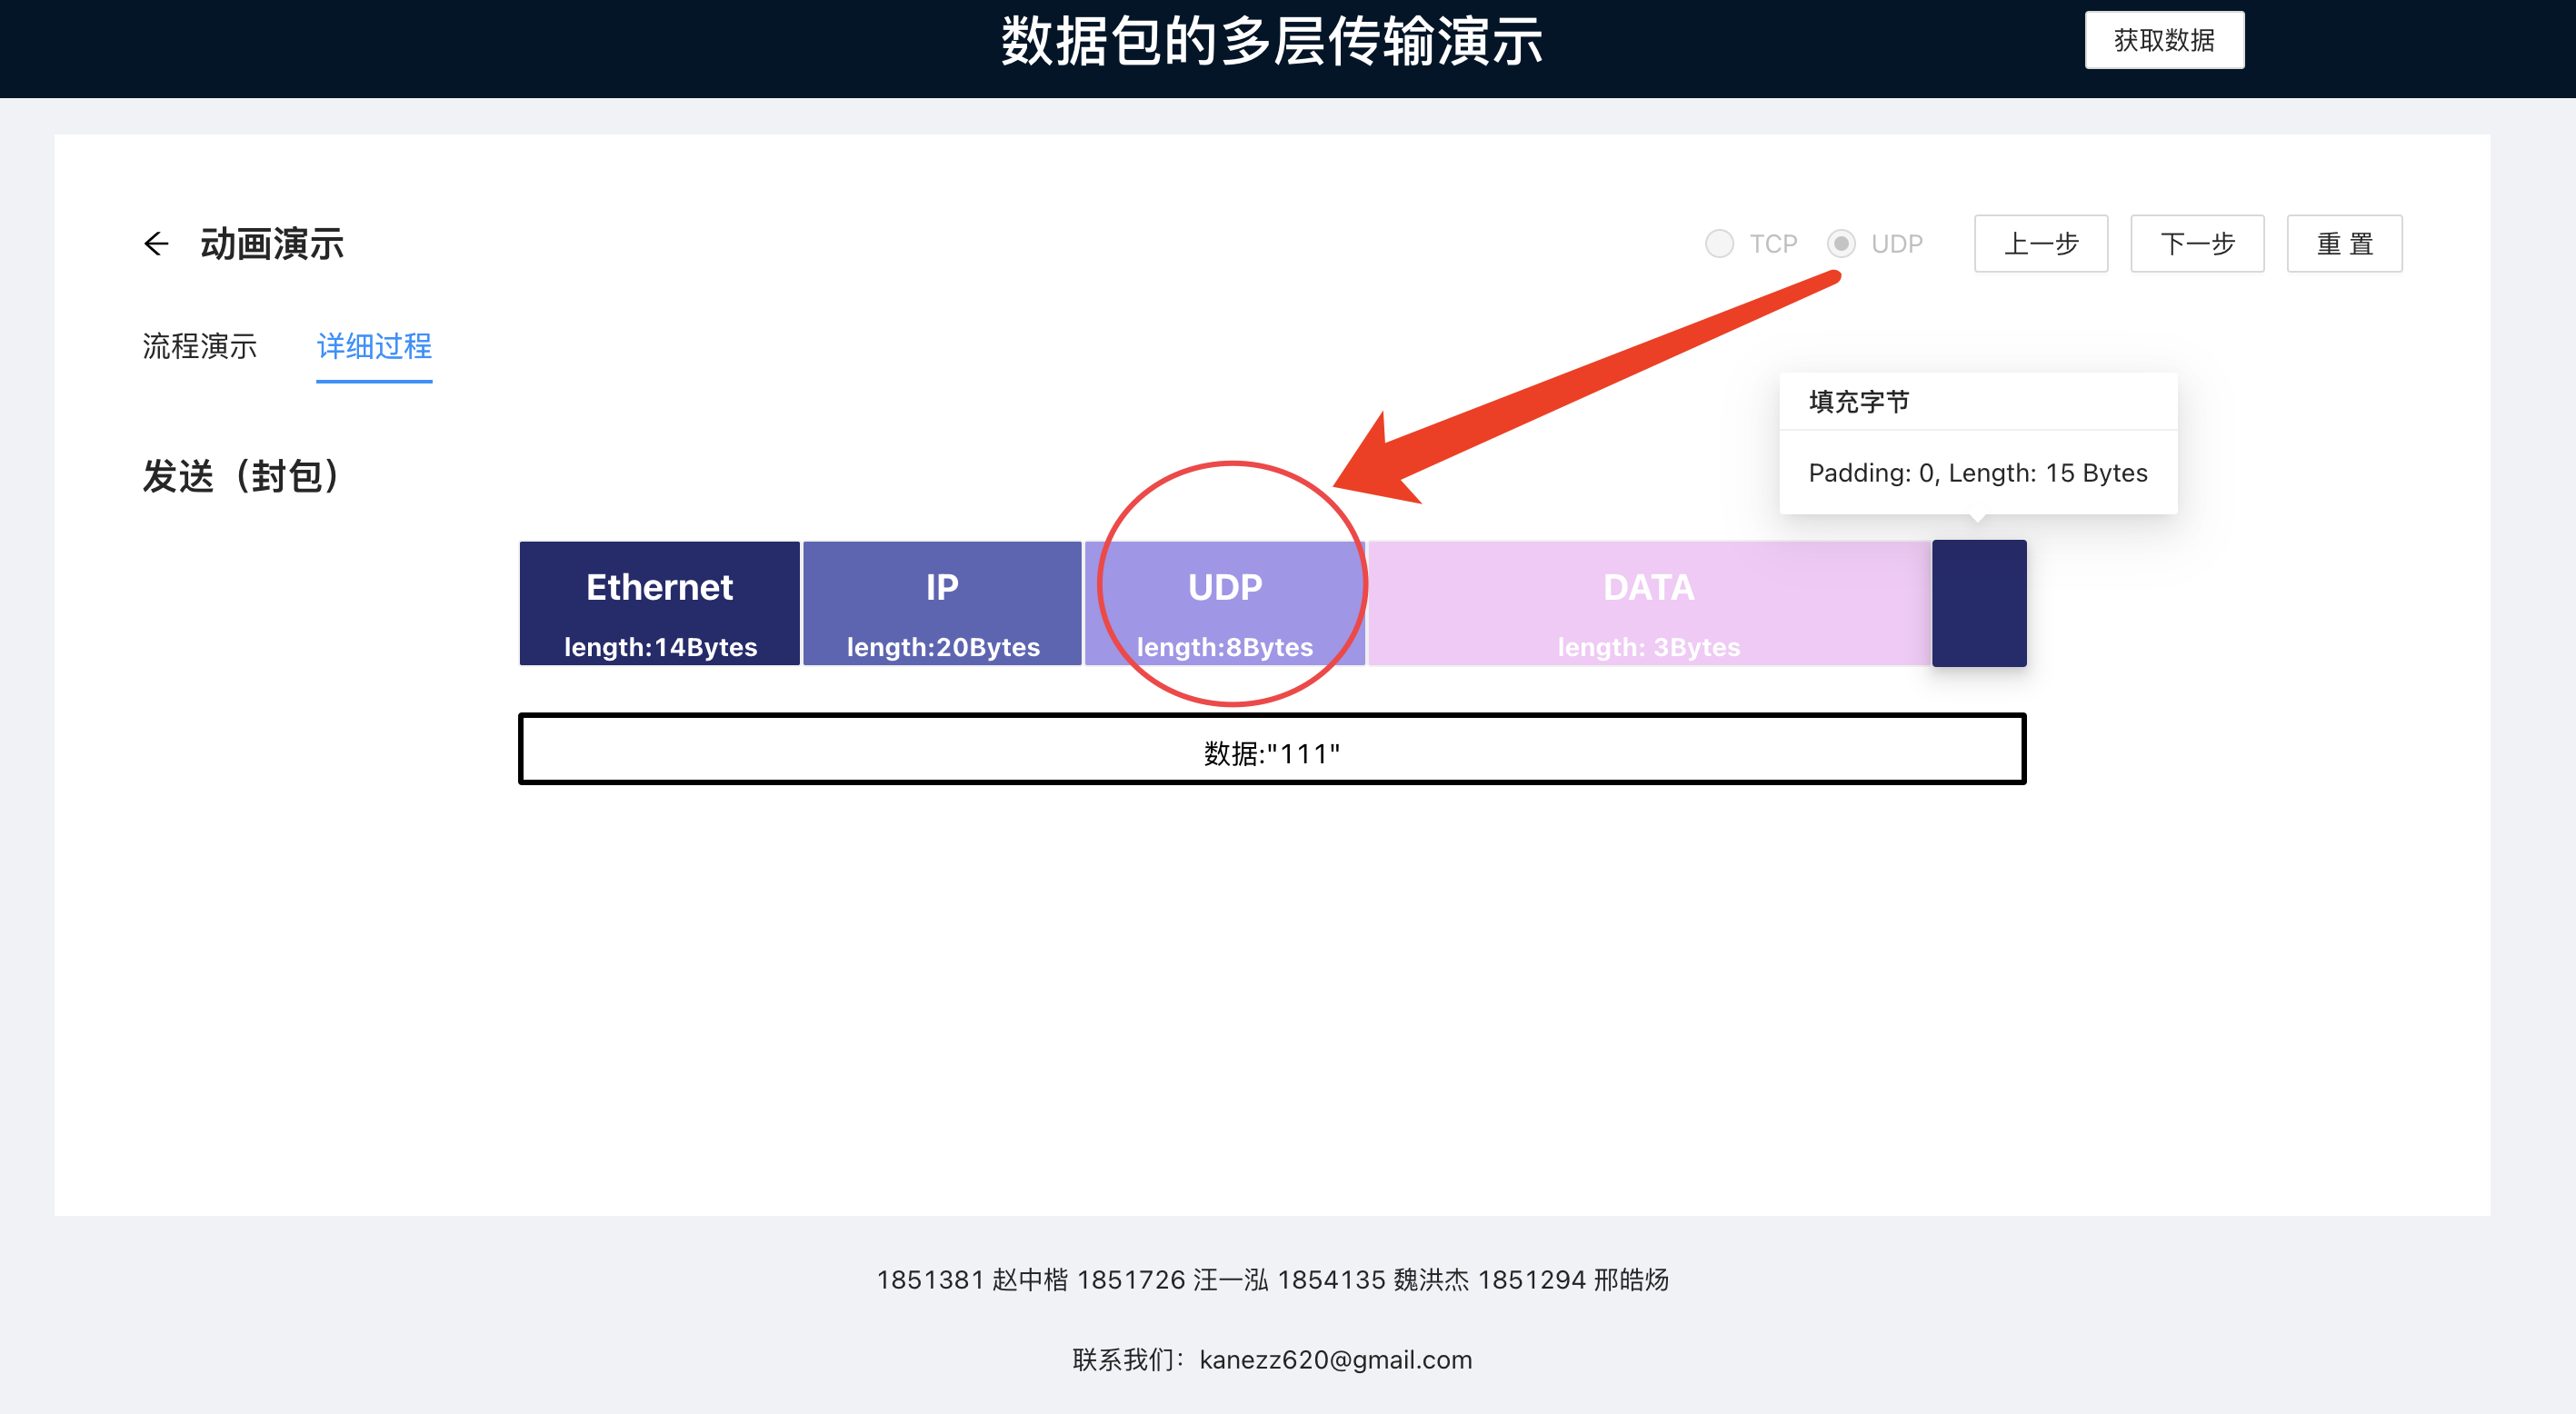 数据包的多层传输演示
获取数据
动画演示
TCP
UDP
上一步
下一步
重 置
流程演示
详细过程
填充字节
Padding: 0, Length: 15 Bytes
发送（封包）
Ethernet
length:14Bytes
IP
length:20Bytes
UDP
length:8Bytes
DATA
length: 3Bytes
数据:"111"
1851381 赵中楷 1851726 汪一泓 1854135 魏洪杰 1851294 邢皓炀
联系我们：kanezz620@gmail.com